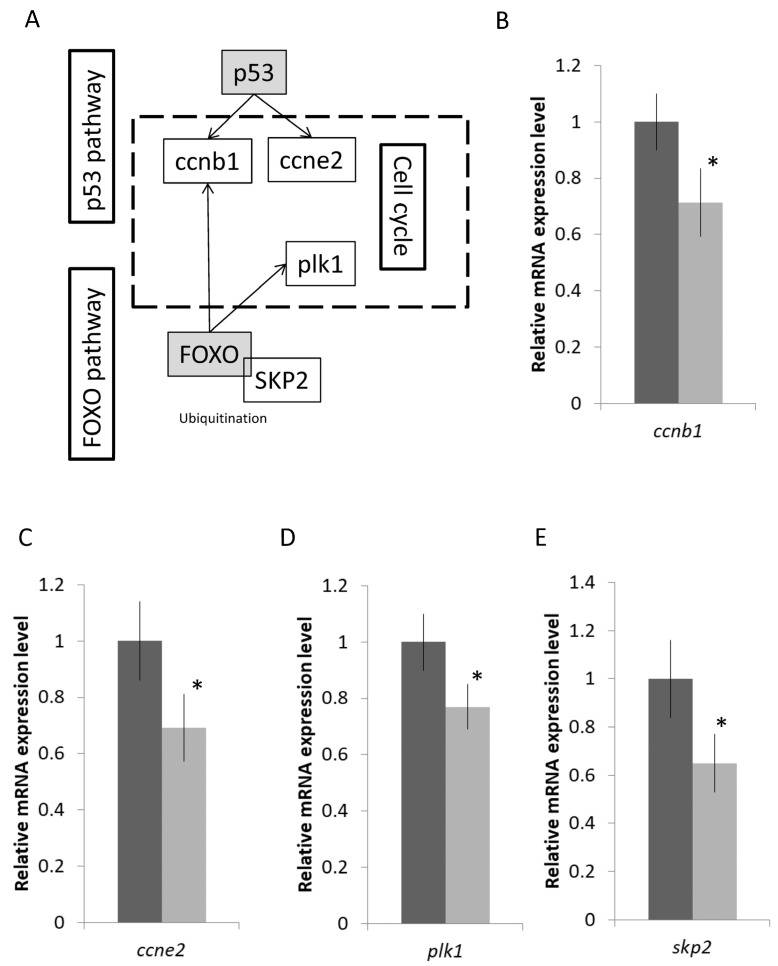 A
p53 pathway
p53
ccnb1
ccne2
Cell cycle
plk1
FOXO pathway
FOXO
SKP2
Ubiquitination
B
Relative mRNA expression level
1.2
1
0.8
0.6
0.4
0.2
0
*
ccnb1
C
Relative mRNA expression level
1.2
1
0.8
0.6
0.4
0.2
0
*
ccne2
D
Relative mRNA expression level
1.2
1
0.8
0.6
0.4
0.2
0
*
plk1
E
Relative mRNA expression level
1.4
1.2
1
0.8
0.6
0.4
0.2
0
*
skp2